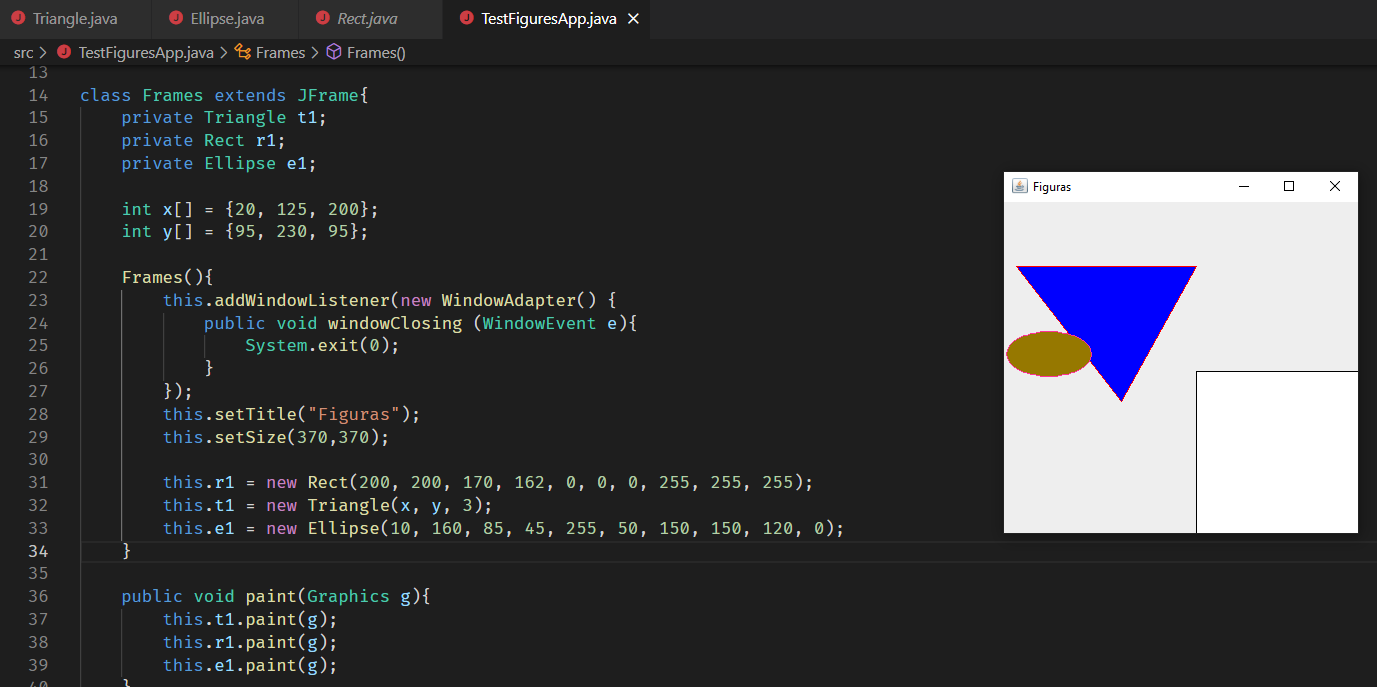 Triangle.java Ellipse.java Rect.java TestFiguresApp.java
src > TestFiguresApp.java > Frames > Frames()
13
14 class Frames extends JFrame{
15 private Triangle t1;
16 private Rect r1;
17 private Ellipse e1;
18
19 int x[] = {20, 125, 200};
20 int y[] = {95, 230, 95};
21
22 Frames(){
23 this.addWindowListener(new WindowAdapter() {
24 public void windowClosing (WindowEvent e){
25 System.exit(0);
26 }
27 });
28 this.setTitle("Figuras");
29 this.setSize(370,370);
30
31 this.r1 = new Rect(200, 200, 170, 162, 0, 0, 0, 255, 255, 255);
32 this.t1 = new Triangle(x, y, 3);
33 this.e1 = new Ellipse(10, 160, 85, 45, 255, 50, 150, 150, 120, 0);
34 }
35
36 public void paint(Graphics g){
37 this.t1.paint(g);
38 this.r1.paint(g);
39 this.e1.paint(g);
40 }
Figuras